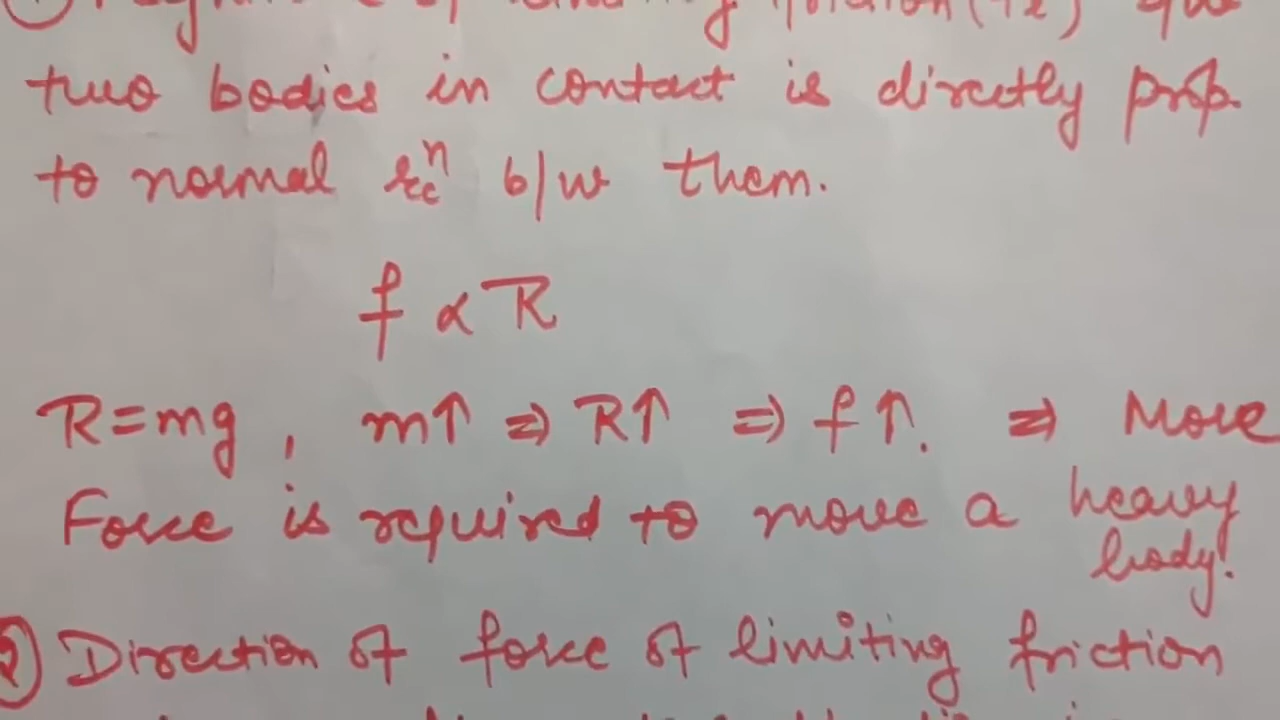 two bodies in contact is directly prop.
to normal rcⁿ b/w them.
f ∝ R
R=mg , m↑ ⇒ R↑ ⇒ f↑. ⇒ More
Force is required to move a heavy
body.
2) Direction of force of limiting friction